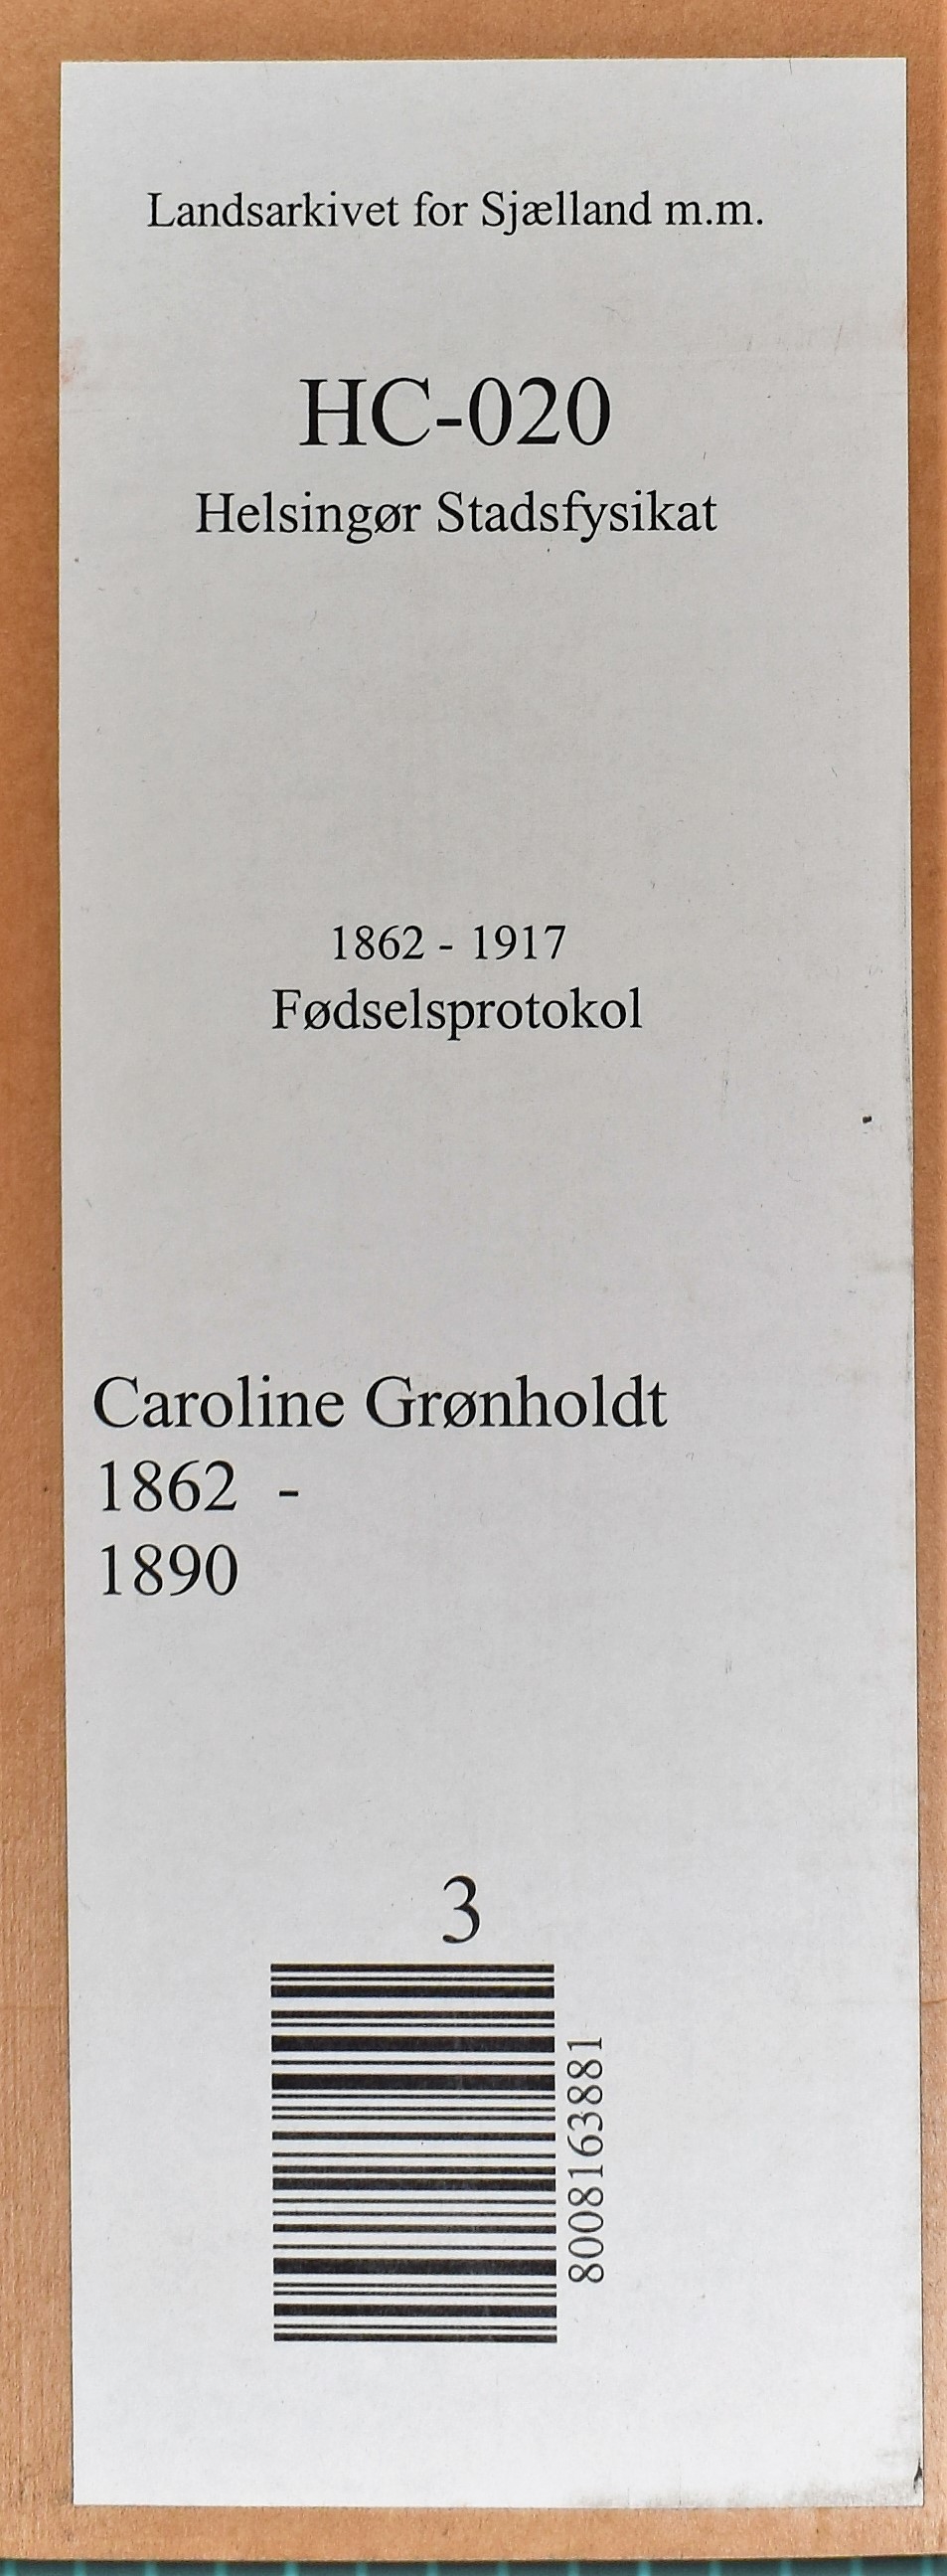 Landsarkivet for Sjælland m.m.
HC-020
Helsingør Stadsfysikat
1862 - 1917
Fødselsprotokol
Caroline Grønholdt
1862 -
1890
3
8008163881